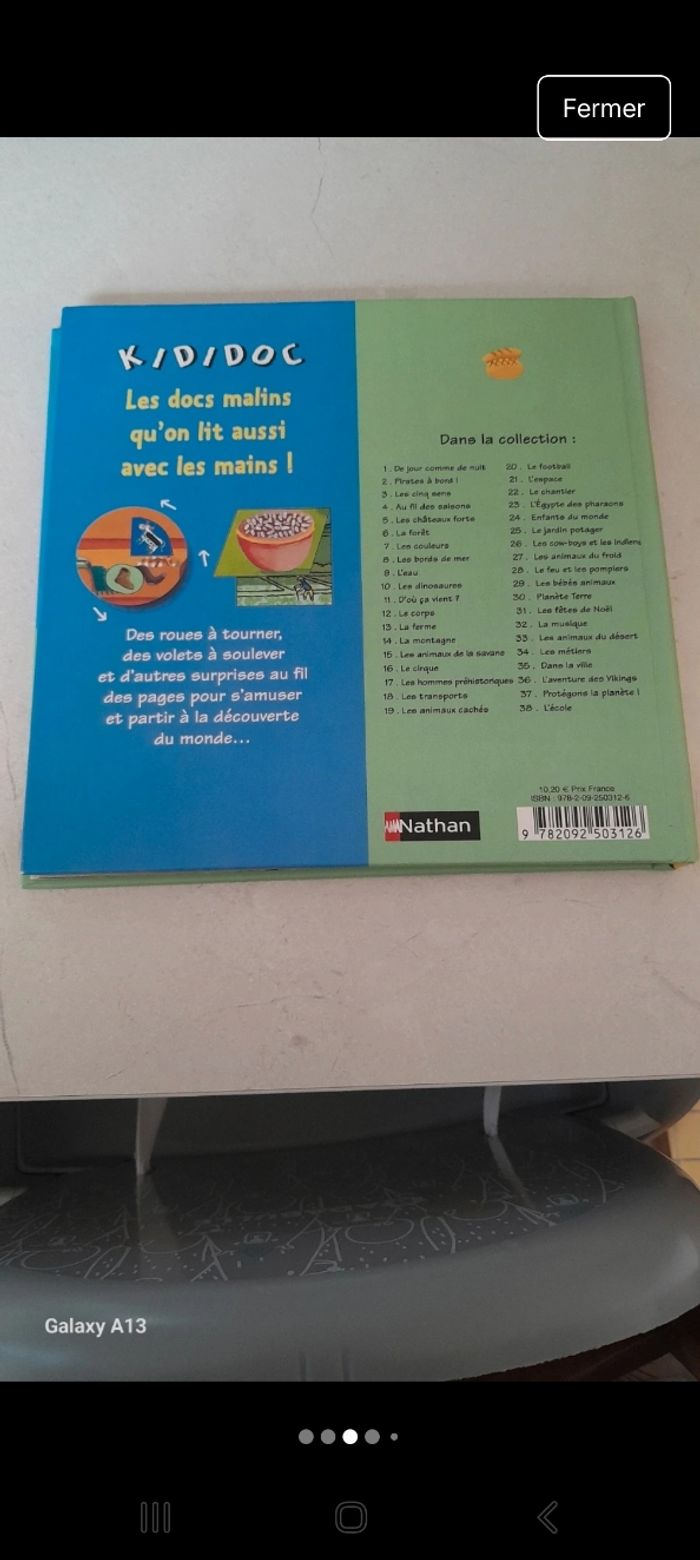 Fermer
KIDIDOC
Les docs malins
qu'on lit aussi
avec les mains !
Des roues à tourner,
des volets à soulever
et d'autres surprises au fil
des pages pour s'amuser
et partir à la découverte
du monde...
Dans la collection :
1 . De jour comme de nuit
2 . Pirates à bord !
3 . Les cinq sens
4 . Au fil des saisons
5 . Les châteaux forts
6 . La forêt
7 . Les couleurs
8 . Les bords de mer
9 . L'eau
10 . Les dinosaures
11 . D'où ça vient ?
12 . Le corps
13 . La ferme
14 . La montagne
15 . Les animaux de la savane
16 . Le cirque
17 . Les hommes préhistoriques
18 . Les transports
19 . Les animaux cachés
20 . Le football
21 . L'espace
22 . Le chantier
23 . L'Égypte des pharaons
24 . Enfants du monde
25 . Le jardin potager
26 . Les cow-boys et les indiens
27 . Les animaux du froid
28 . Le feu et les pompiers
29 . Les bébés animaux
30 . Planète Terre
31 . Les fêtes de Noël
32 . La musique
33 . Les animaux du désert
34 . Les métiers
35 . Dans la ville
36 . L'aventure des Vikings
37 . Protégeons la planète !
38 . L'école
10,20 € Prix France
ISBN : 978-2-09-250312-6
Nathan
9 782092 503126
Galaxy A13